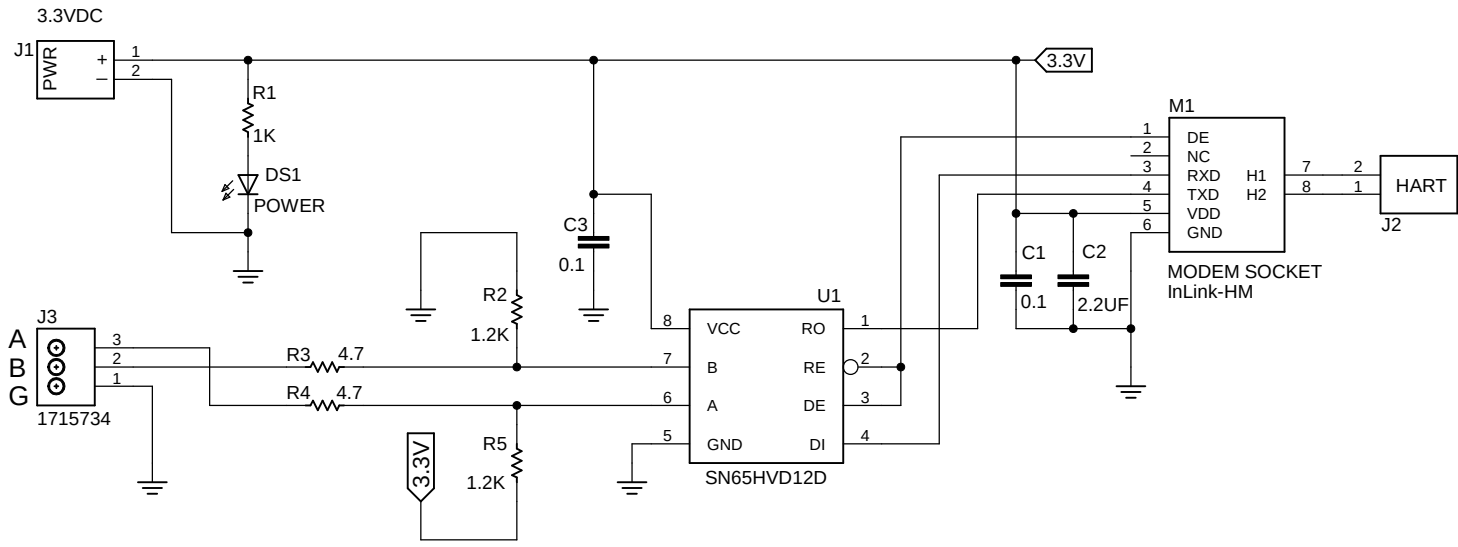 3.3VDC
J1
PWR
+ 1
– 2
3.3V
R1
1K
DS1
POWER
M1
1 DE
2 NC
3 RXD H1 7 2
4 TXD H2 8 1
5 VDD
6 GND
HART
J2
MODEM SOCKET
InLink-HM
C3
0.1
C1
0.1
C2
2.2UF
R2
1.2K
U1
8 VCC RO 1
7 B RE 2
6 A DE 3
5 GND DI 4
SN65HVD12D
J3
A 3
B 2
G 1
1715734
R3 4.7
R4 4.7
R5
1.2K
3.3V